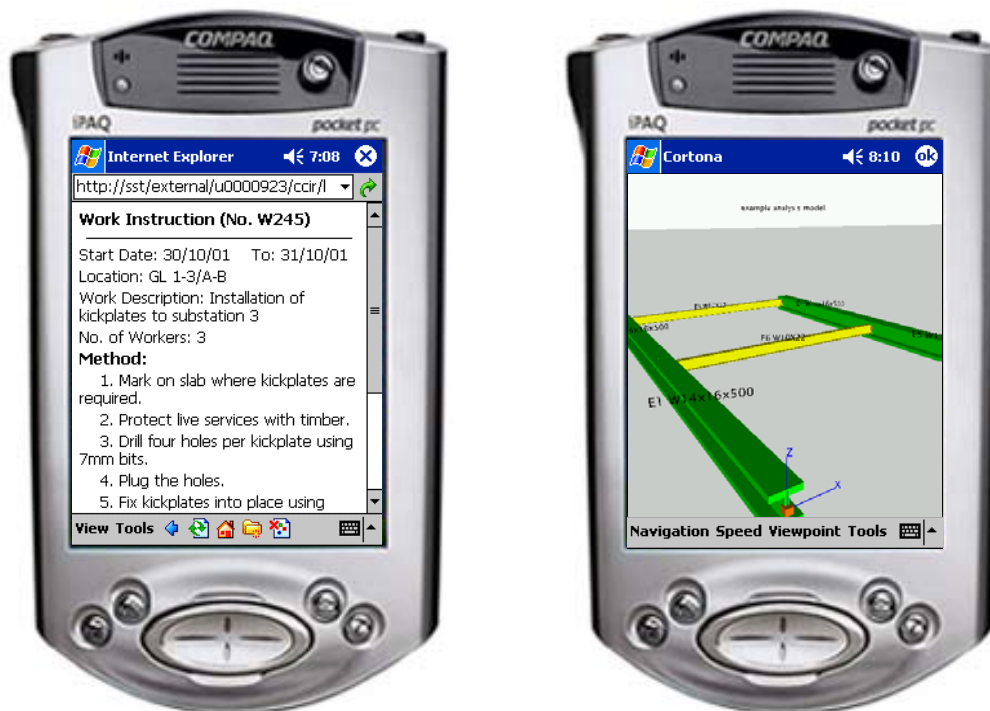 COMPAQ
iPAQ
pocket pc
Internet Explorer
7:08
http://sst/external/u0000923/ccir/l
Work Instruction (No. W245)
Start Date: 30/10/01 To: 31/10/01
Location: GL 1-3/A-B
Work Description: Installation of
kickplates to substation 3
No. of Workers: 3
Method:
1. Mark on slab where kickplates are
required.
2. Protect live services with timber.
3. Drill four holes per kickplate using
7mm bits.
4. Plug the holes.
5. Fix kickplates into place using
View Tools
COMPAQ
iPAQ
pocket pc
Cortona
8:10
ok
example analysis model
F6 W16X22
E1 W14x16x500
Z
X
Navigation Speed Viewpoint Tools